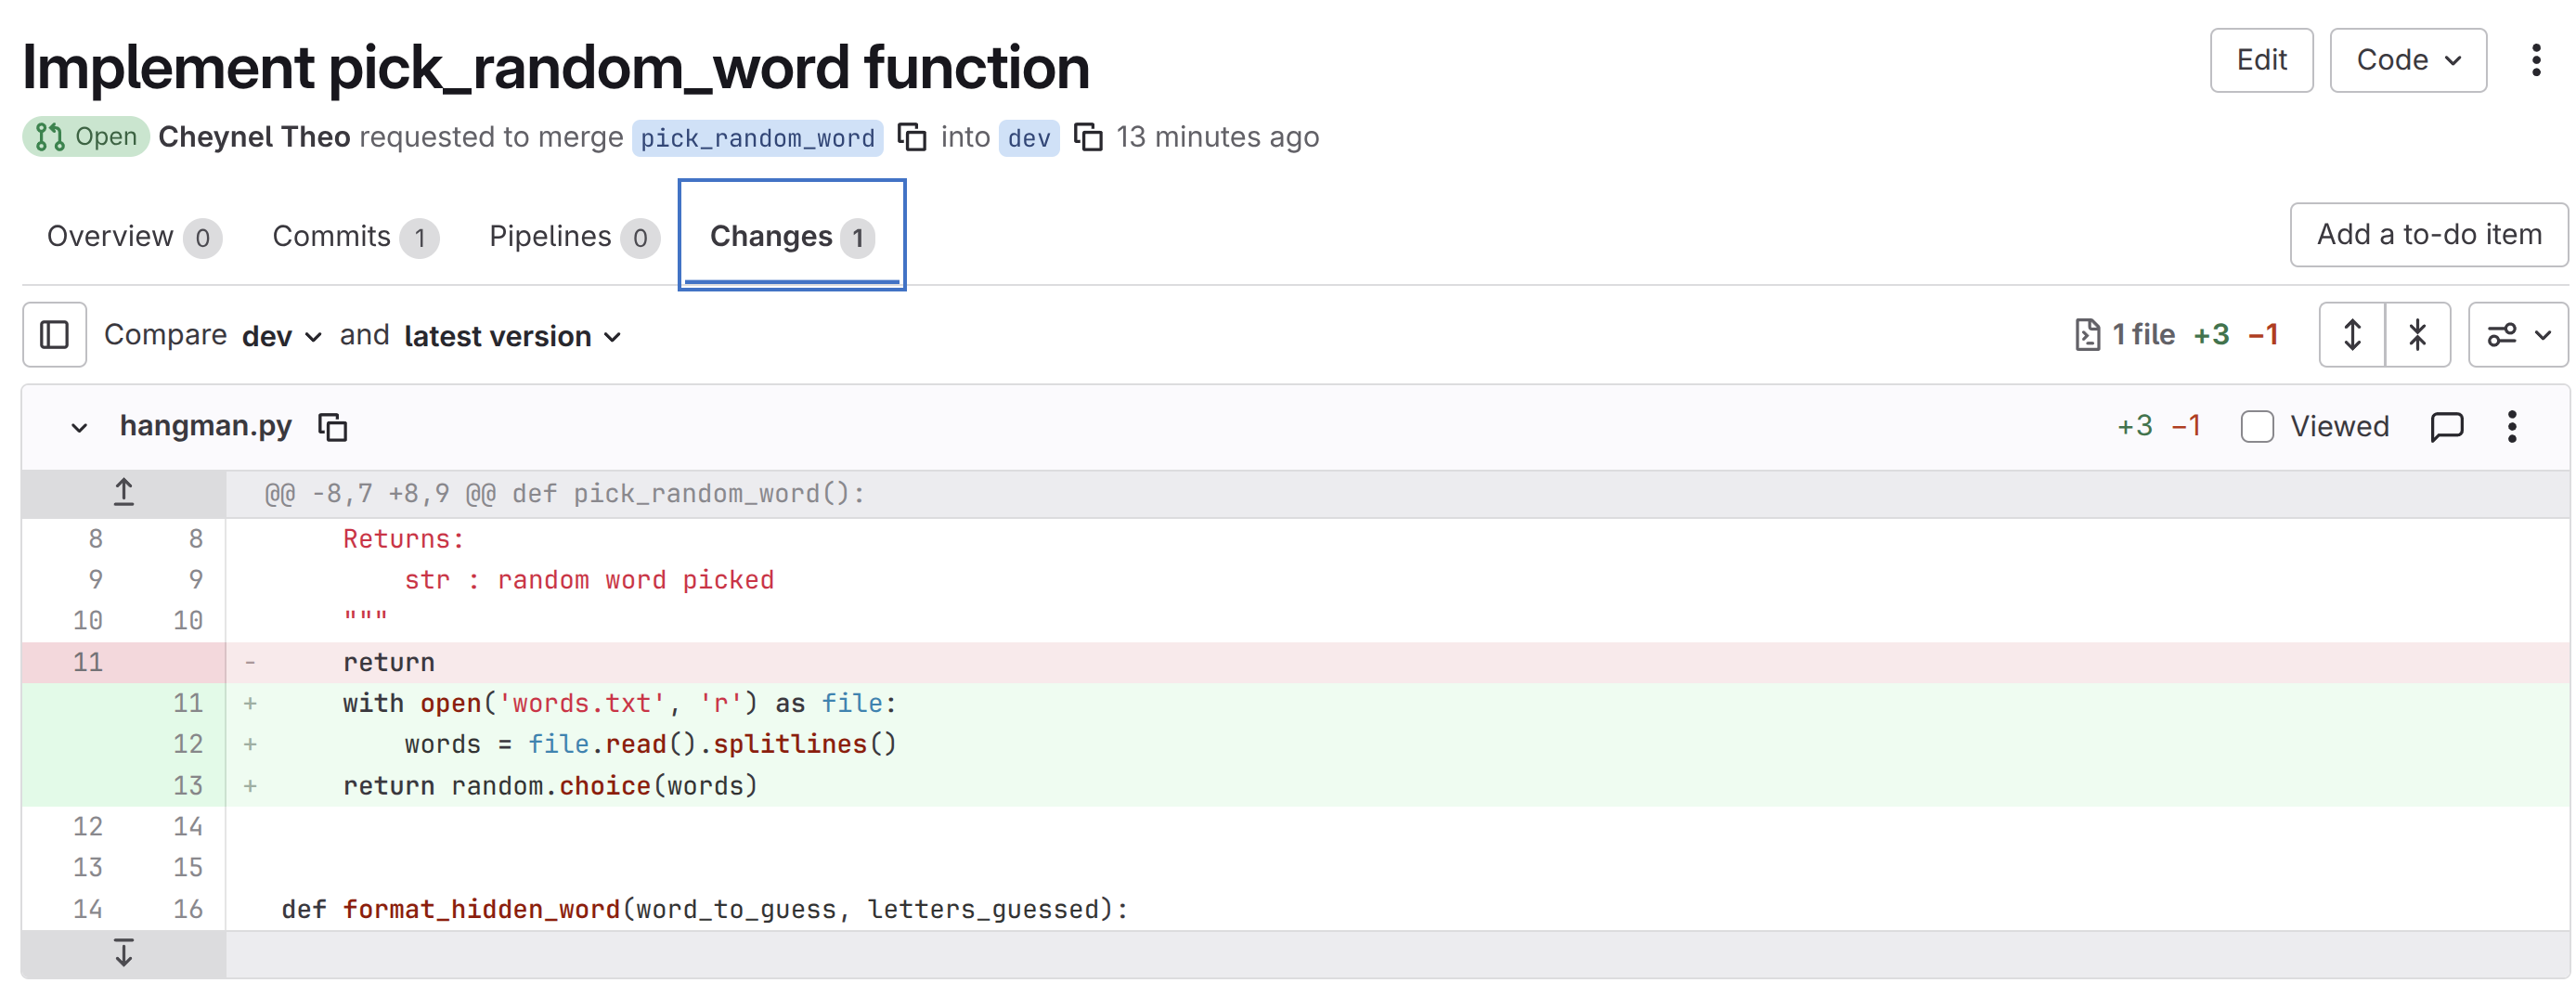 Implement pick_random_word function
Edit
Code
Open Cheynel Theo requested to merge pick_random_word into dev 13 minutes ago
Overview 0 Commits 1 Pipelines 0 Changes 1
Add a to-do item
Compare dev and latest version
1 file +3 −1
hangman.py
+3 −1 Viewed
@@ -8,7 +8,9 @@ def pick_random_word():
8 8 Returns:
9 9 str : random word picked
10 10 """
11 - return
11 + with open('words.txt', 'r') as file:
12 + words = file.read().splitlines()
13 + return random.choice(words)
12 14
13 15
14 16 def format_hidden_word(word_to_guess, letters_guessed):